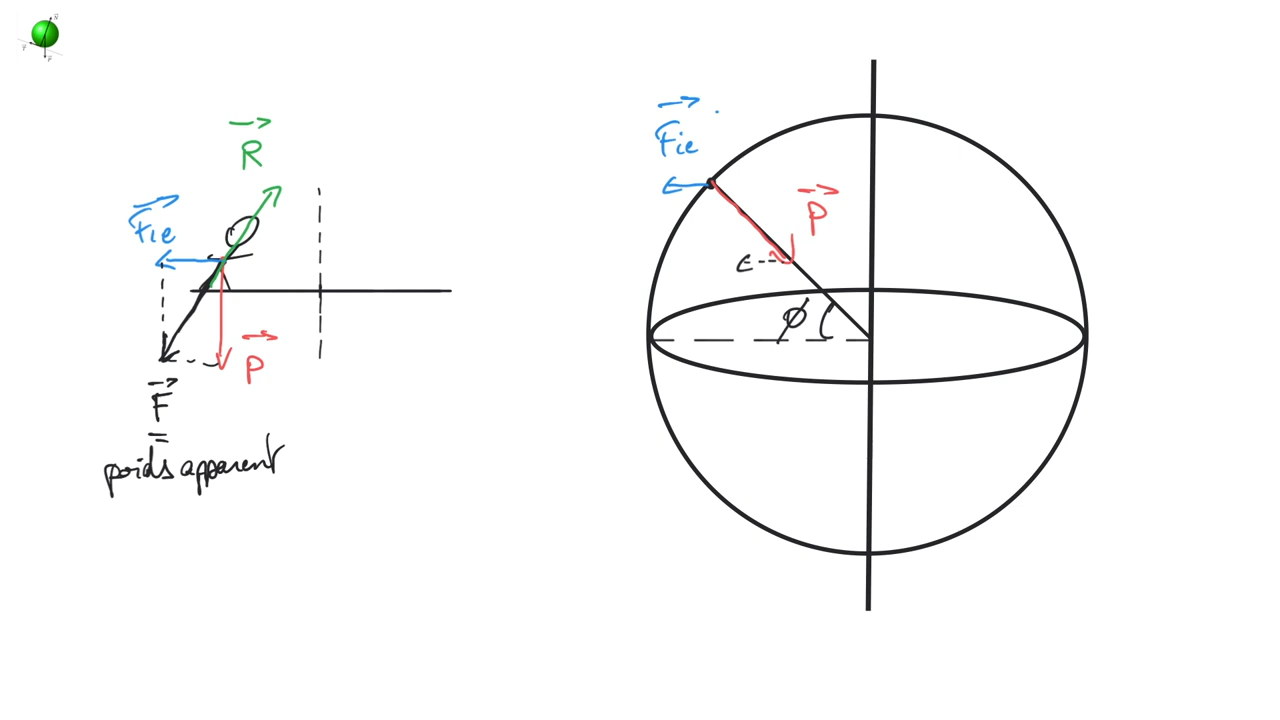 R
Fie
P
F
=
poids apparent
Fie
P
ϕ